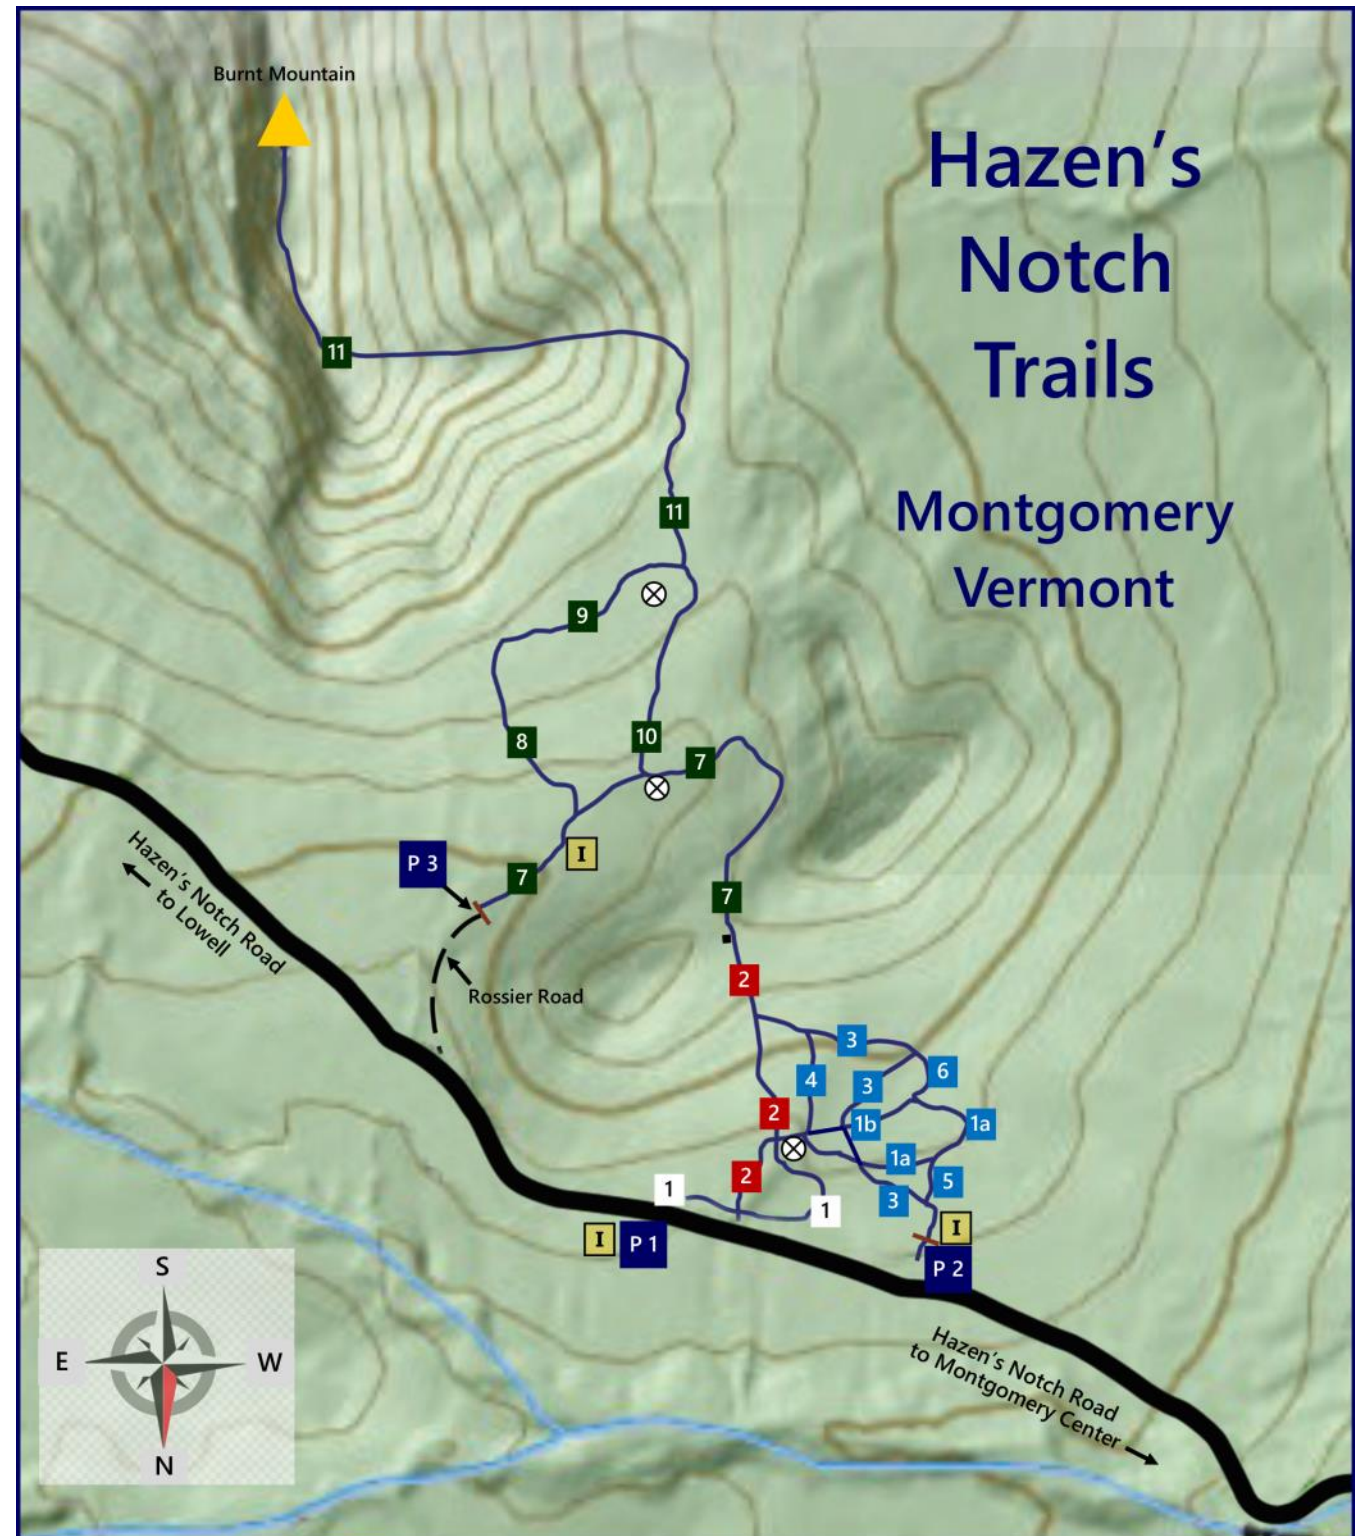 Burnt Mountain
Hazen's
Notch
Trails
Montgomery
Vermont
11
11
9
8
10
7
I
P 3
7
7
Hazen's Notch Road
to Lowell
Rossier Road
2
3
6
4
3
2
1b
1a
1a
2
5
1
3
1
I
P 1
I
P 2
S
E
W
N
Hazen's Notch Road
to Montgomery Center